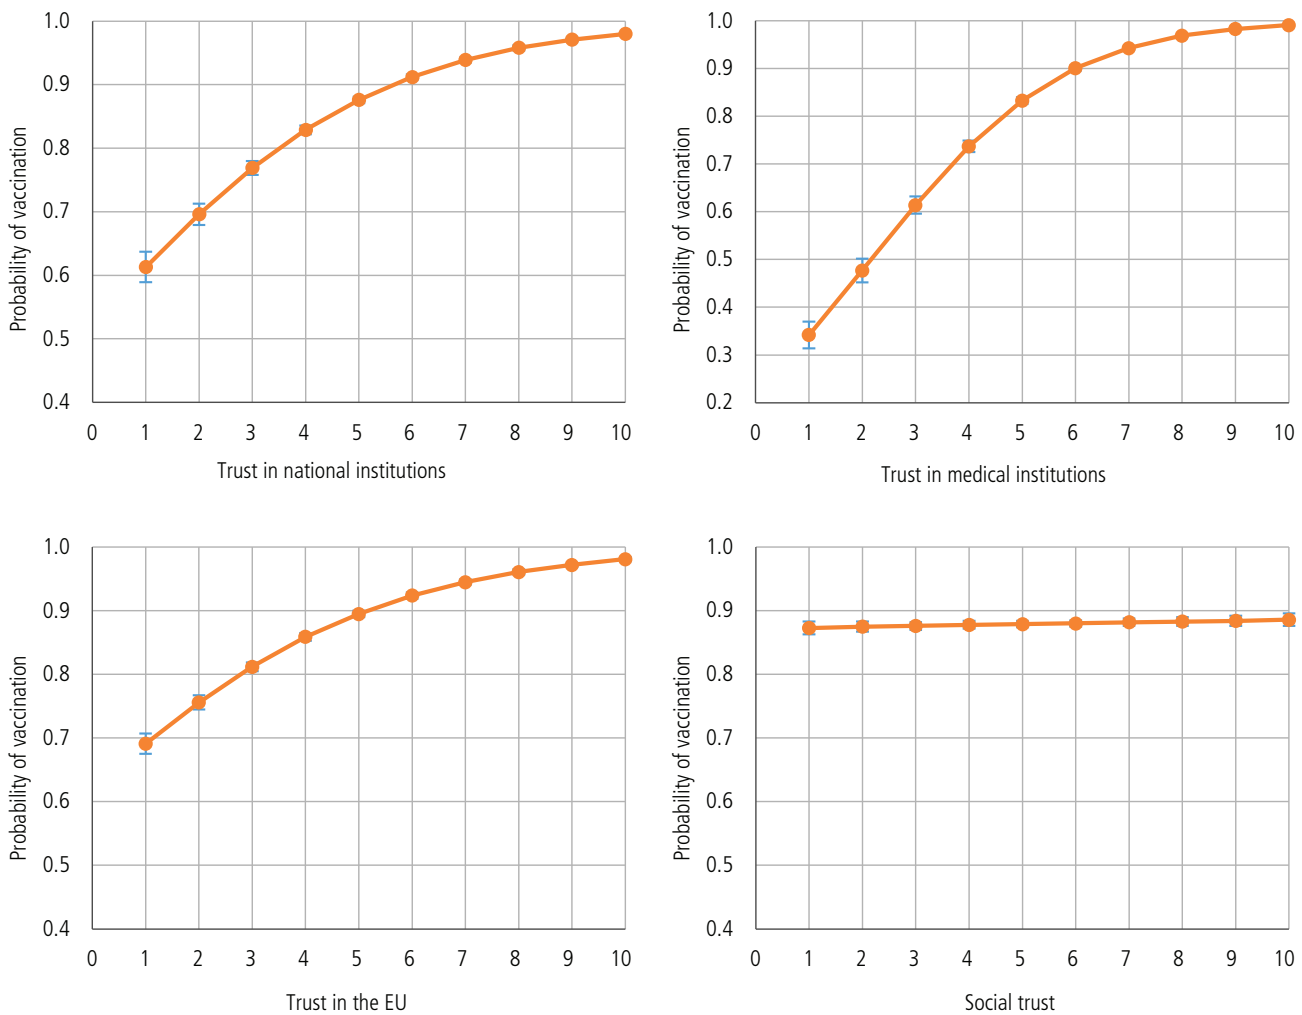 1.0
0.9
0.8
0.7
0.6
0.5
0.4
Probability of vaccination
0 1 2 3 4 5 6 7 8 9 10
Trust in national institutions
1.0
0.9
0.8
0.7
0.6
0.5
0.4
0.3
0.2
Probability of vaccination
0 1 2 3 4 5 6 7 8 9 10
Trust in medical institutions
1.0
0.9
0.8
0.7
0.6
0.5
0.4
Probability of vaccination
0 1 2 3 4 5 6 7 8 9 10
Trust in the EU
1.0
0.9
0.8
0.7
0.6
0.5
0.4
Probability of vaccination
0 1 2 3 4 5 6 7 8 9 10
Social trust